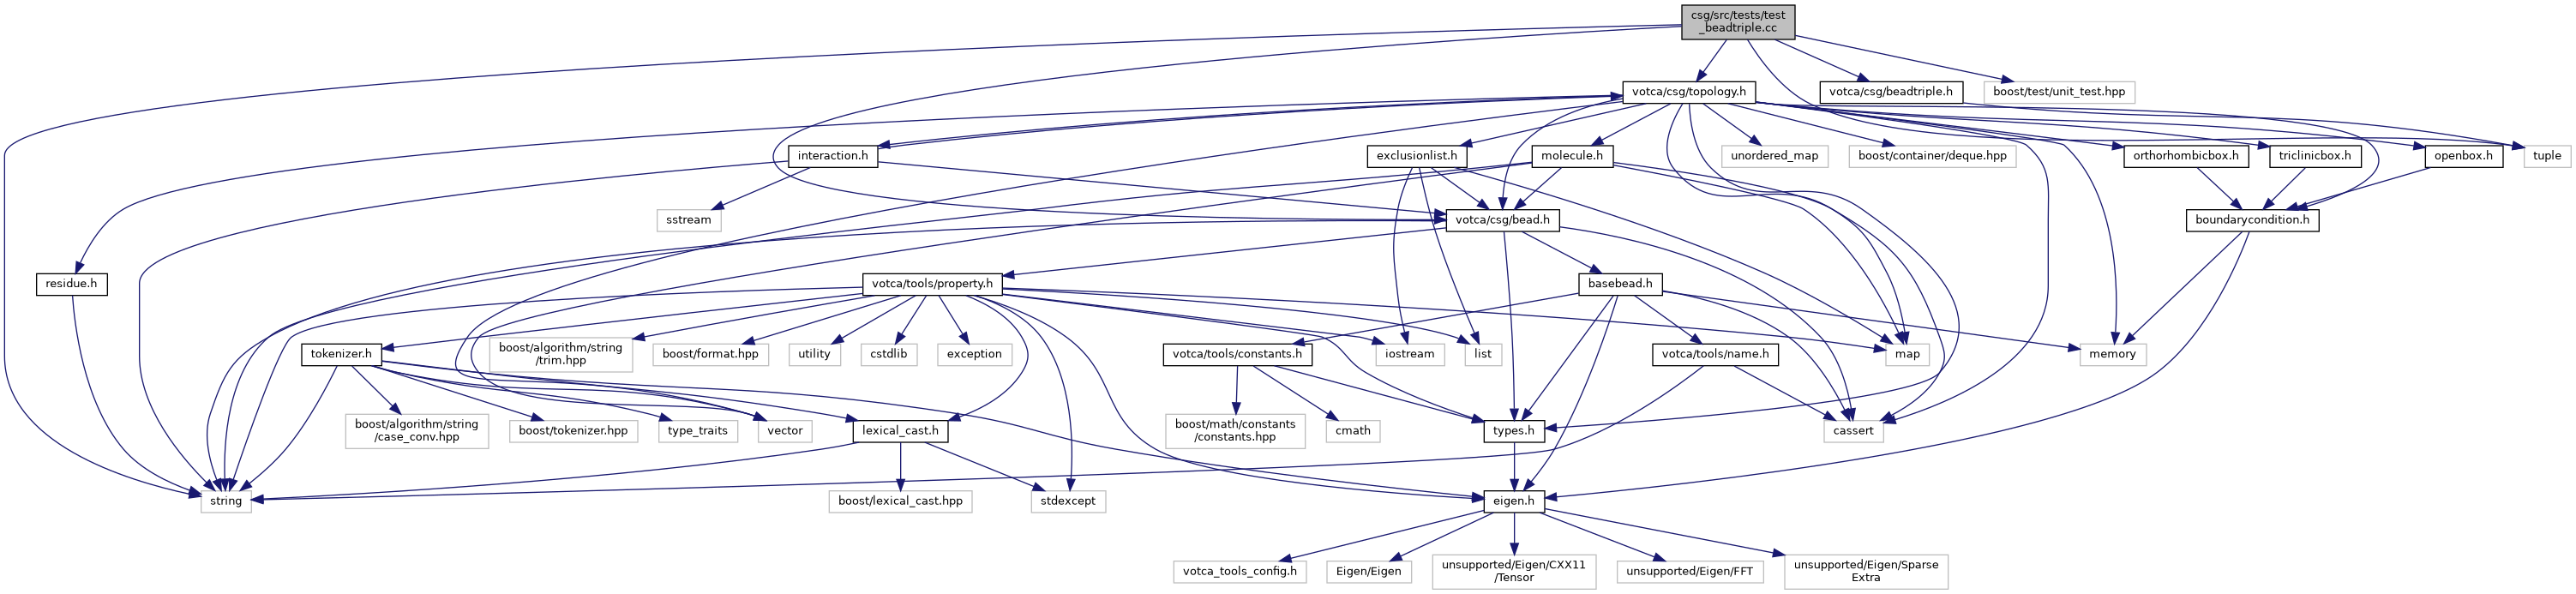 csg/src/tests/test
_beadtriple.cc
votca/csg/topology.h
votca/csg/beadtriple.h
boost/test/unit_test.hpp
interaction.h
exclusionlist.h
molecule.h
unordered_map
boost/container/deque.hpp
orthorhombicbox.h
triclinicbox.h
openbox.h
tuple
sstream
votca/csg/bead.h
boundarycondition.h
residue.h
votca/tools/property.h
basebead.h
tokenizer.h
boost/algorithm/string
/trim.hpp
boost/format.hpp
utility
cstdlib
exception
votca/tools/constants.h
iostream
list
votca/tools/name.h
map
memory
boost/algorithm/string
/case_conv.hpp
boost/tokenizer.hpp
type_traits
vector
lexical_cast.h
boost/math/constants
/constants.hpp
cmath
types.h
cassert
string
boost/lexical_cast.hpp
stdexcept
eigen.h
votca_tools_config.h
Eigen/Eigen
unsupported/Eigen/CXX11
/Tensor
unsupported/Eigen/FFT
unsupported/Eigen/Sparse
Extra